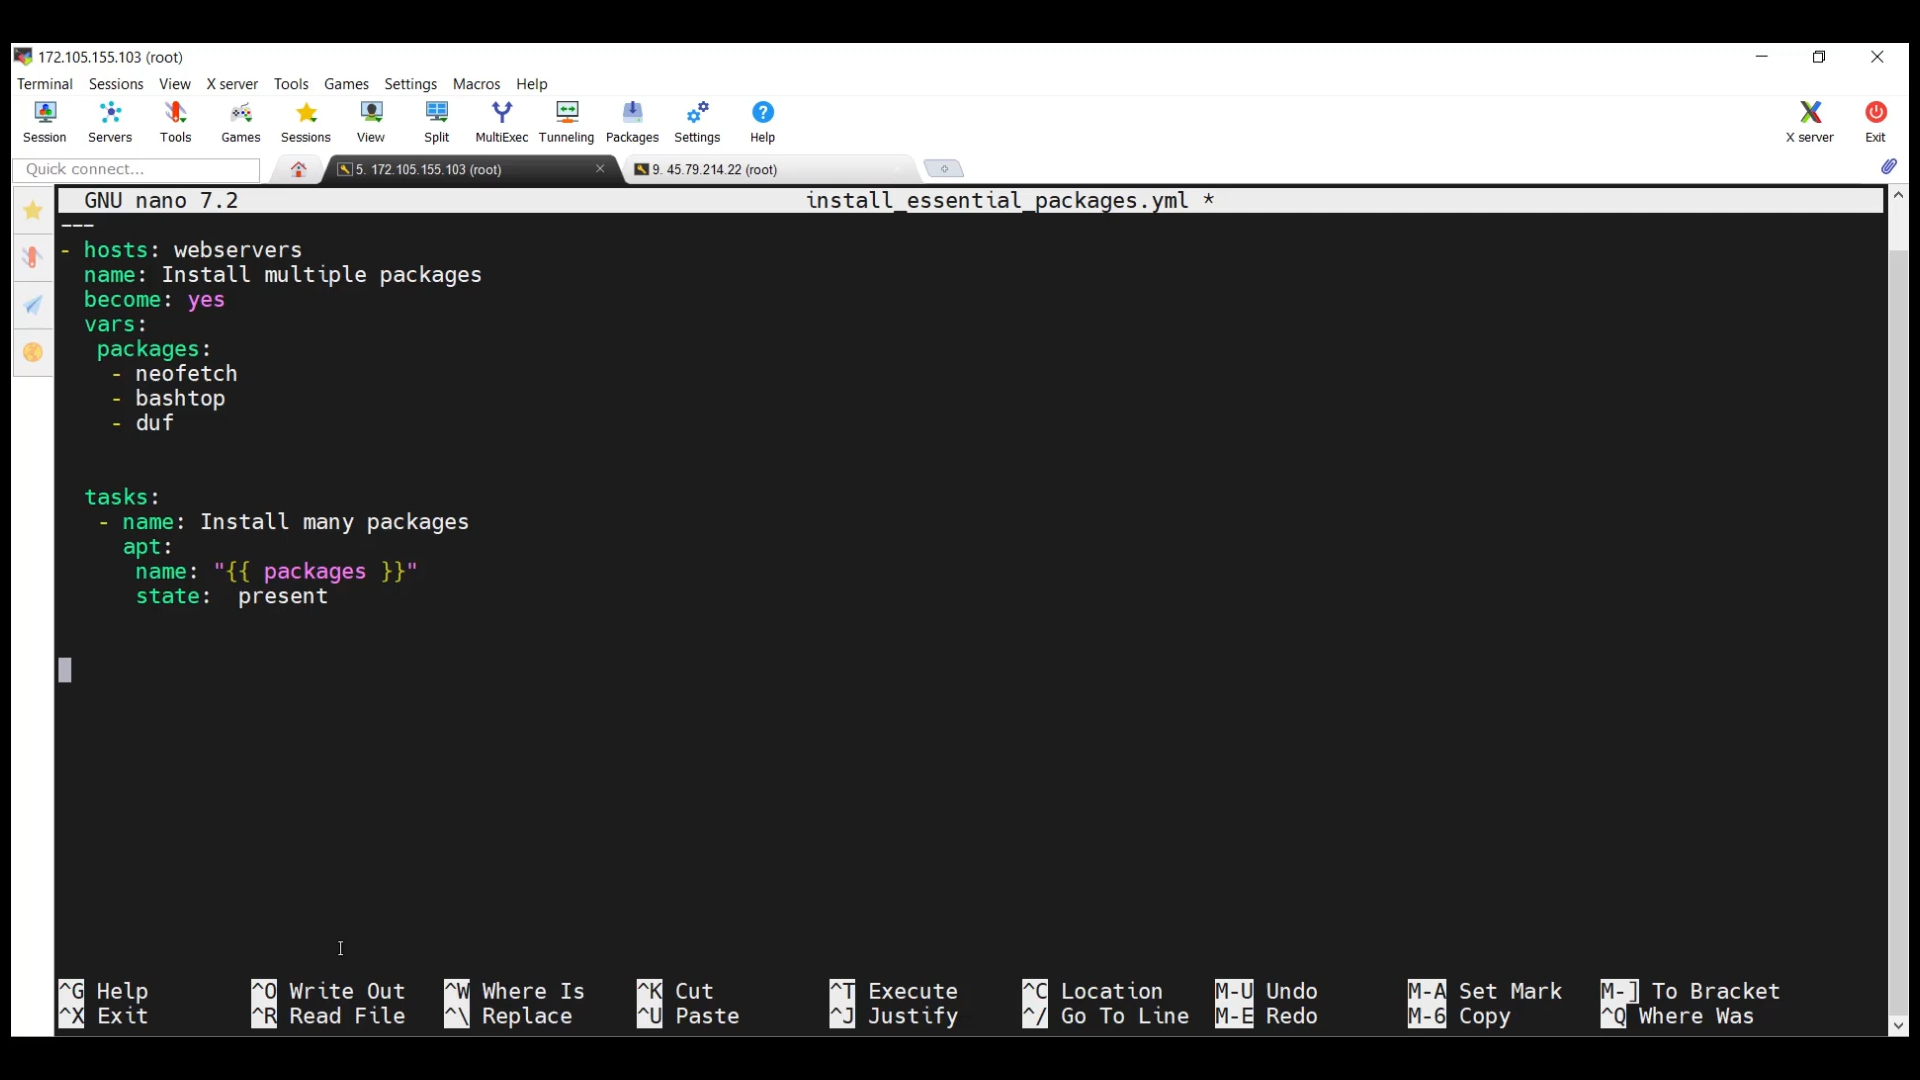 172.105.155.103 (root)
Terminal Sessions View X server Tools Games Settings Macros Help
Session Servers Tools Games Sessions View Split MultiExec Tunneling Packages Settings Help X server Exit
Quick connect... 5. 172.105.155.103 (root) 9. 45.79.214.22 (root)
GNU nano 7.2 install_essential_packages.yml *
---
- hosts: webservers
name: Install multiple packages
become: yes
vars:
packages:
- neofetch
- bashtop
- duf
tasks:
- name: Install many packages
apt:
name: "{{ packages }}"
state:  present
^G Help ^O Write Out ^W Where Is ^K Cut ^T Execute ^C Location M-U Undo M-A Set Mark M-] To Bracket
^X Exit ^R Read File ^\ Replace ^U Paste ^J Justify ^/ Go To Line M-E Redo M-6 Copy ^Q Where Was